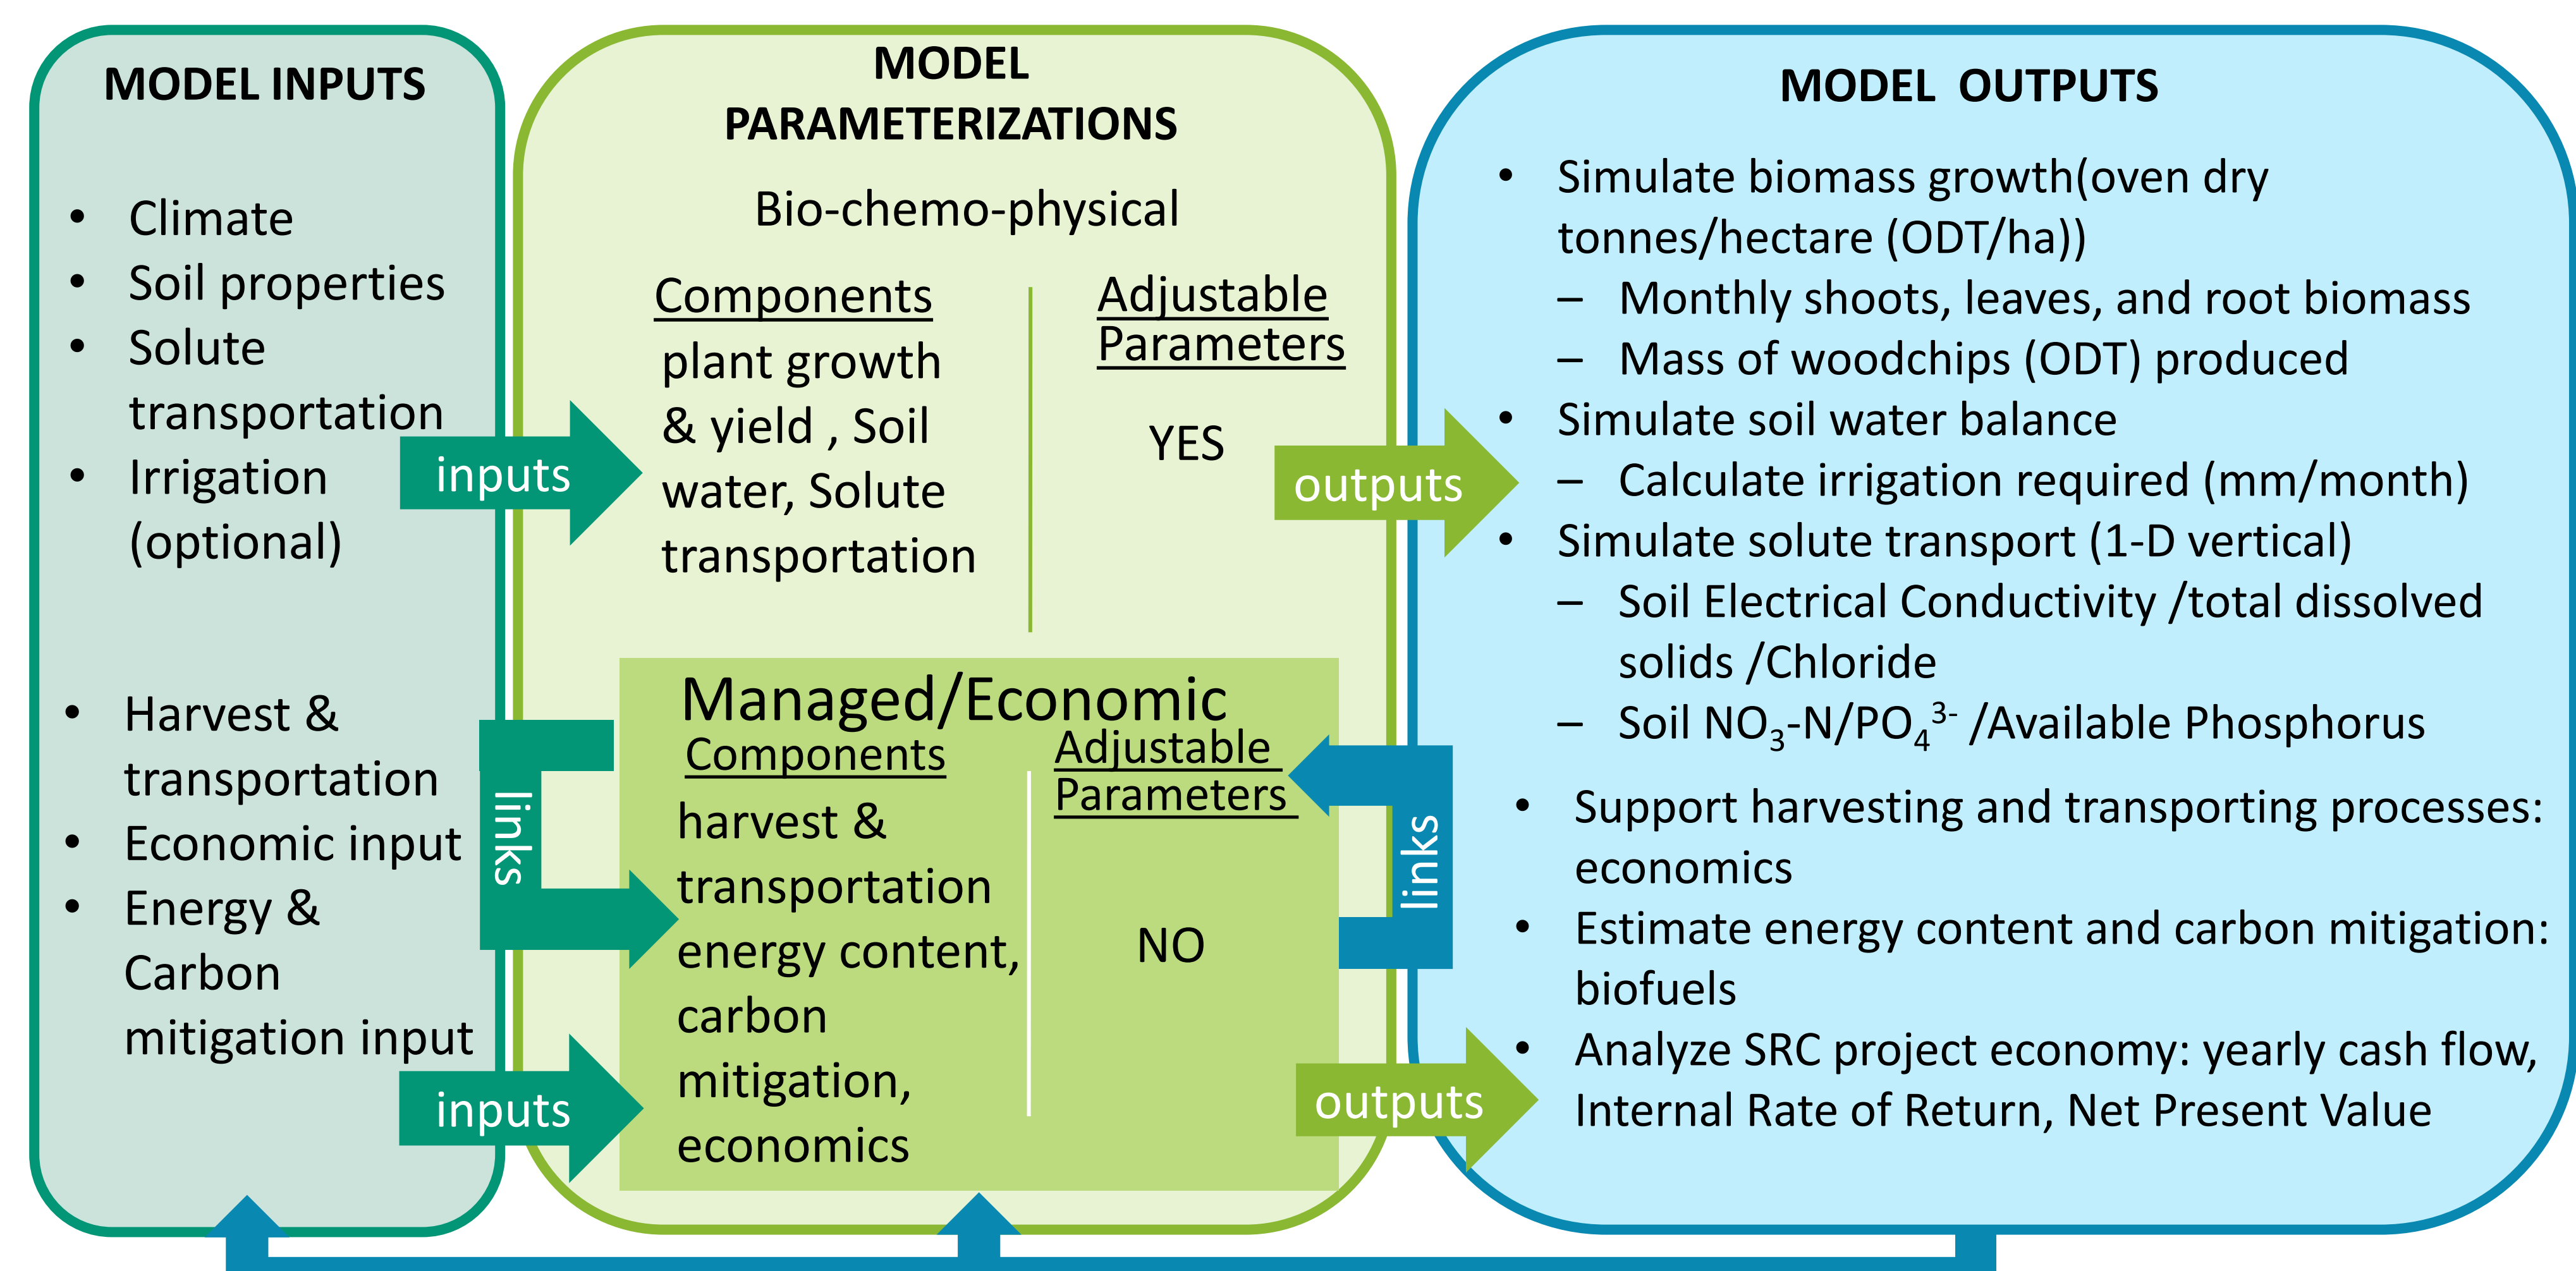 MODEL INPUTS
• Climate
• Soil properties
• Solute
transportation
• Irrigation
(optional)
• Harvest &
transportation
• Economic input
• Energy &
Carbon
mitigation input
inputs
links
inputs
MODEL
PARAMETERIZATIONS
Bio-chemo-physical
Components
plant growth
& yield , Soil
water, Solute
transportation
Adjustable
Parameters
YES
Managed/Economic
Components
harvest &
transportation
energy content,
carbon
mitigation,
economics
Adjustable
Parameters
NO
outputs
links
outputs
MODEL OUTPUTS
• Simulate biomass growth(oven dry
tonnes/hectare (ODT/ha))
– Monthly shoots, leaves, and root biomass
– Mass of woodchips (ODT) produced
• Simulate soil water balance
– Calculate irrigation required (mm/month)
• Simulate solute transport (1-D vertical)
– Soil Electrical Conductivity /total dissolved
solids /Chloride
– Soil NO₃-N/PO₄³⁻ /Available Phosphorus
• Support harvesting and transporting processes:
economics
• Estimate energy content and carbon mitigation:
biofuels
• Analyze SRC project economy: yearly cash flow,
Internal Rate of Return, Net Present Value